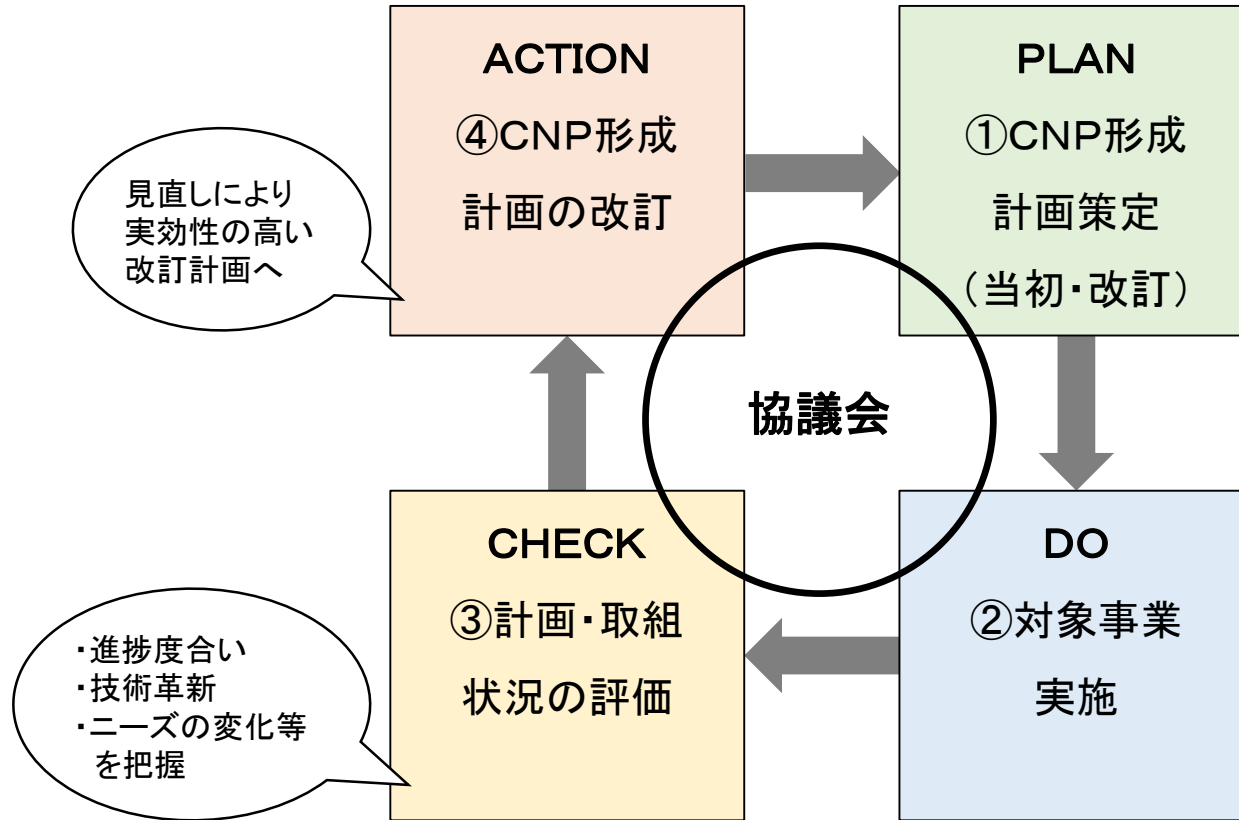 ACTION
④CNP形成
計画の改訂
PLAN
①CNP形成
計画策定
（当初・改訂）
見直しにより
実効性の高い
改訂計画へ
協議会
CHECK
③計画・取組
状況の評価
DO
②対象事業
実施
・進捗度合い
・技術革新
・ニーズの変化等
を把握